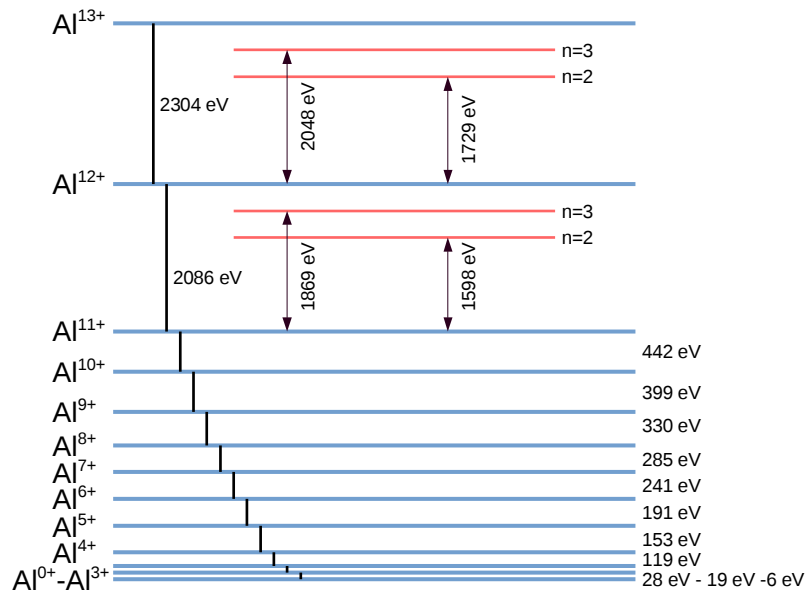 Al13+
n=3
n=2
2304 eV
2048 eV
1729 eV
Al12+
n=3
n=2
2086 eV
1869 eV
1598 eV
Al11+
442 eV
Al10+
399 eV
Al9+
330 eV
Al8+
285 eV
Al7+
241 eV
Al6+
191 eV
Al5+
153 eV
Al4+
119 eV
Al0+-Al3+
28 eV - 19 eV -6 eV